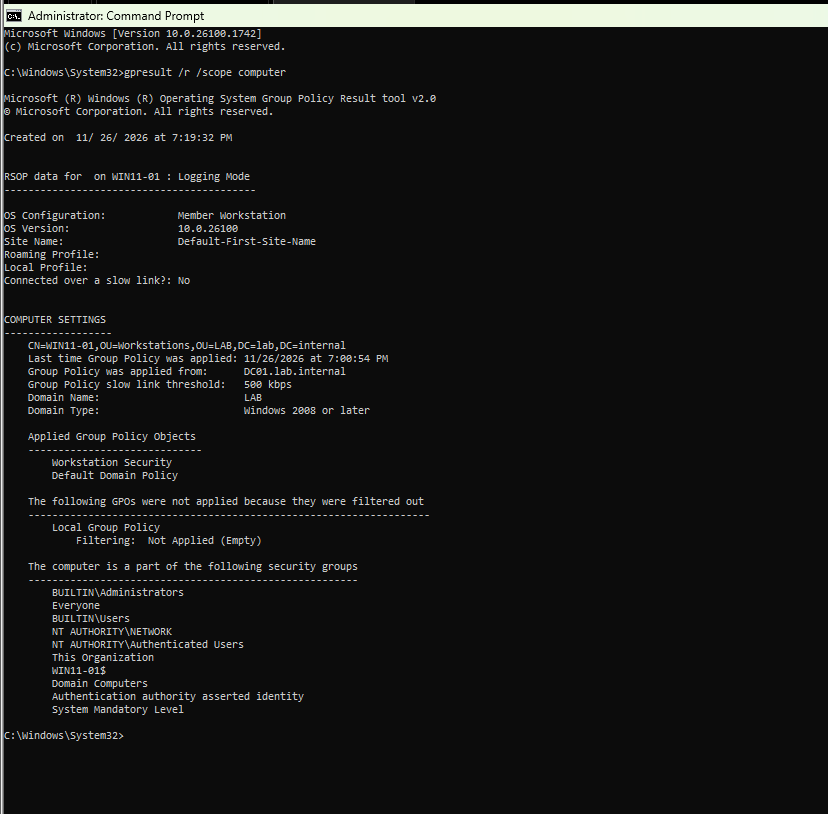 Administrator: Command Prompt
Microsoft Windows [Version 10.0.26100.1742]
(c) Microsoft Corporation. All rights reserved.
C:\Windows\System32>gpresult /r /scope computer
Microsoft (R) Windows (R) Operating System Group Policy Result tool v2.0
© Microsoft Corporation. All rights reserved.
Created on  11/ 26/ 2026 at 7:19:32 PM
RSOP data for  on WIN11-01 : Logging Mode
------------------------------------------
OS Configuration:            Member Workstation
OS Version:                  10.0.26100
Site Name:                   Default-First-Site-Name
Roaming Profile:
Local Profile:
Connected over a slow link?: No
COMPUTER SETTINGS
------------------
    CN=WIN11-01,OU=Workstations,OU=LAB,DC=lab,DC=internal
    Last time Group Policy was applied: 11/26/2026 at 7:00:54 PM
    Group Policy was applied from:      DC01.lab.internal
    Group Policy slow link threshold:   500 kbps
    Domain Name:                        LAB
    Domain Type:                        Windows 2008 or later
    Applied Group Policy Objects
    -----------------------------
        Workstation Security
        Default Domain Policy
    The following GPOs were not applied because they were filtered out
    -------------------------------------------------------------------
        Local Group Policy
            Filtering:  Not Applied (Empty)
    The computer is a part of the following security groups
    -------------------------------------------------------
        BUILTIN\Administrators
        Everyone
        BUILTIN\Users
        NT AUTHORITY\NETWORK
        NT AUTHORITY\Authenticated Users
        This Organization
        WIN11-01$
        Domain Computers
        Authentication authority asserted identity
        System Mandatory Level
C:\Windows\System32>